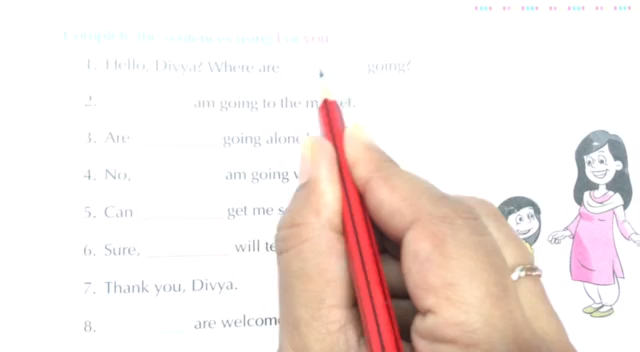 Complete the sentences using I or you
1. Hello, Divya! Where are going?
2. am going to the
3. Are going alone
4. No, am going
5. Can get me
6. Sure, will
7. Thank you, Divya.
8. are welcome